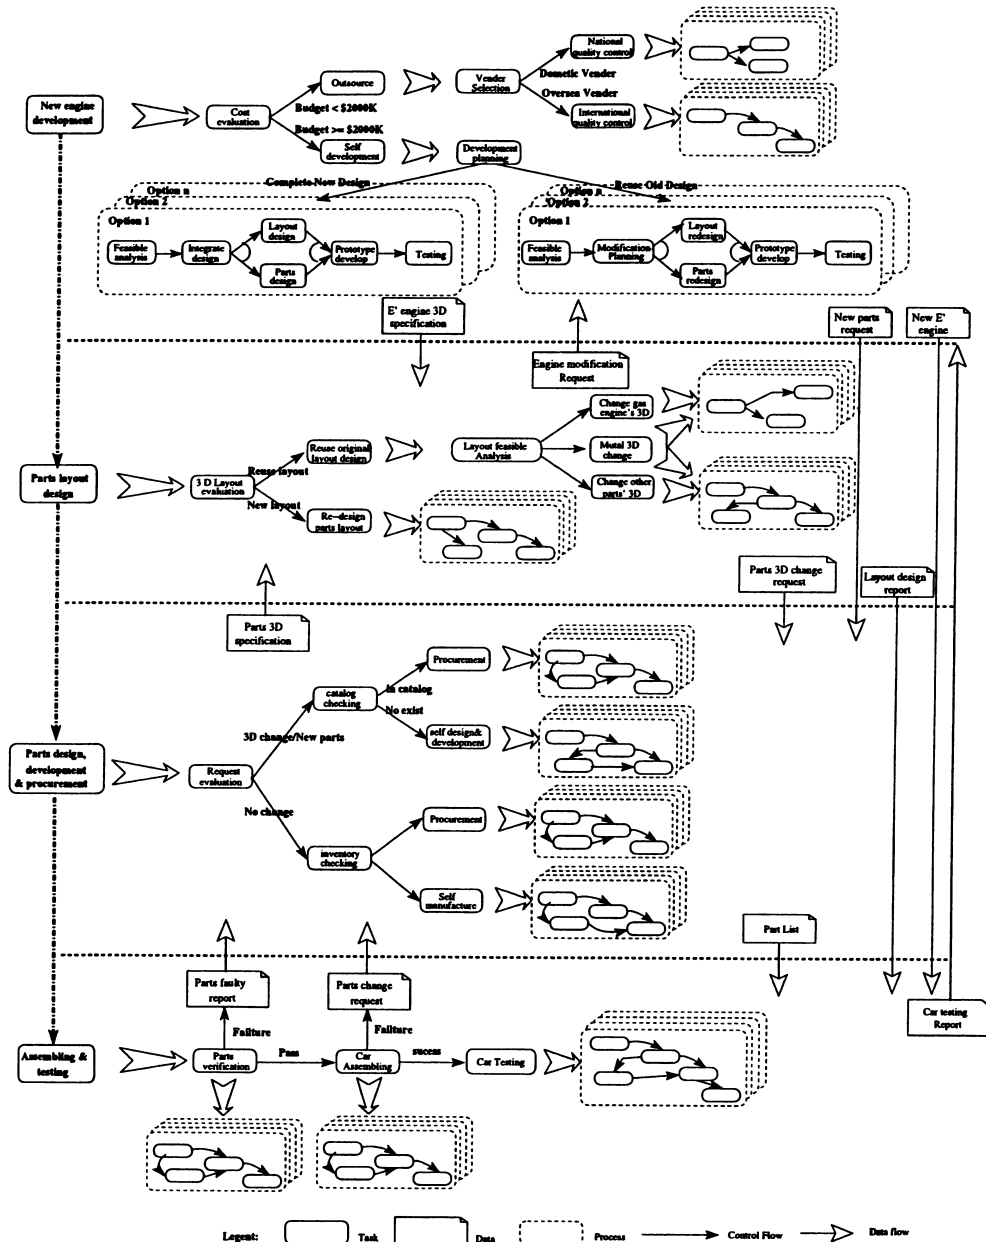 National
quality control
Outsource
Vender
Selection
Dometic Vender
Oversea Vender
New engine
development
Budget < $2000K
Cost
evaluation
International
quality control
Budget >= $2000K
Self
development
Development
planning
Complete New Design
Reuse Old Design
Option n
Option 2
Option 1
Feasible
analysis
Integrate
design
Layout
design
Parts
design
Prototype
develop
Testing
Option n
Option 2
Option 1
Feasible
analysis
Modification
Planning
Layout
redesign
Parts
redesign
Prototype
develop
Testing
E' engine 3D
specification
Engine modification
Request
New parts
request
New E'
engine
Parts layout
design
3 D Layout
evaluation
Reuse layout
New layout
Reuse original
layout design
Re-design
parts layout
Layout feasible
Analysis
Change gas
engine's 3D
Mutal 3D
change
Change other
parts' 3D
Parts 3D
specification
Parts 3D change
request
Layout design
report
Parts design,
development
& procurement
Request
evaluation
3D change/New parts
No change
catalog
checking
In catalog
No exist
Procurement
self design&
development
inventory
checking
Procurement
Self
manufacture
Part List
Parts faulty
report
Parts change
request
Car testing
Report
Assembling &
testing
Failture
Parts
verification
Pass
Failture
Car
Assembling
sucess
Car Testing
Legent:
Task
Data
Process
Control Flow
Data flow